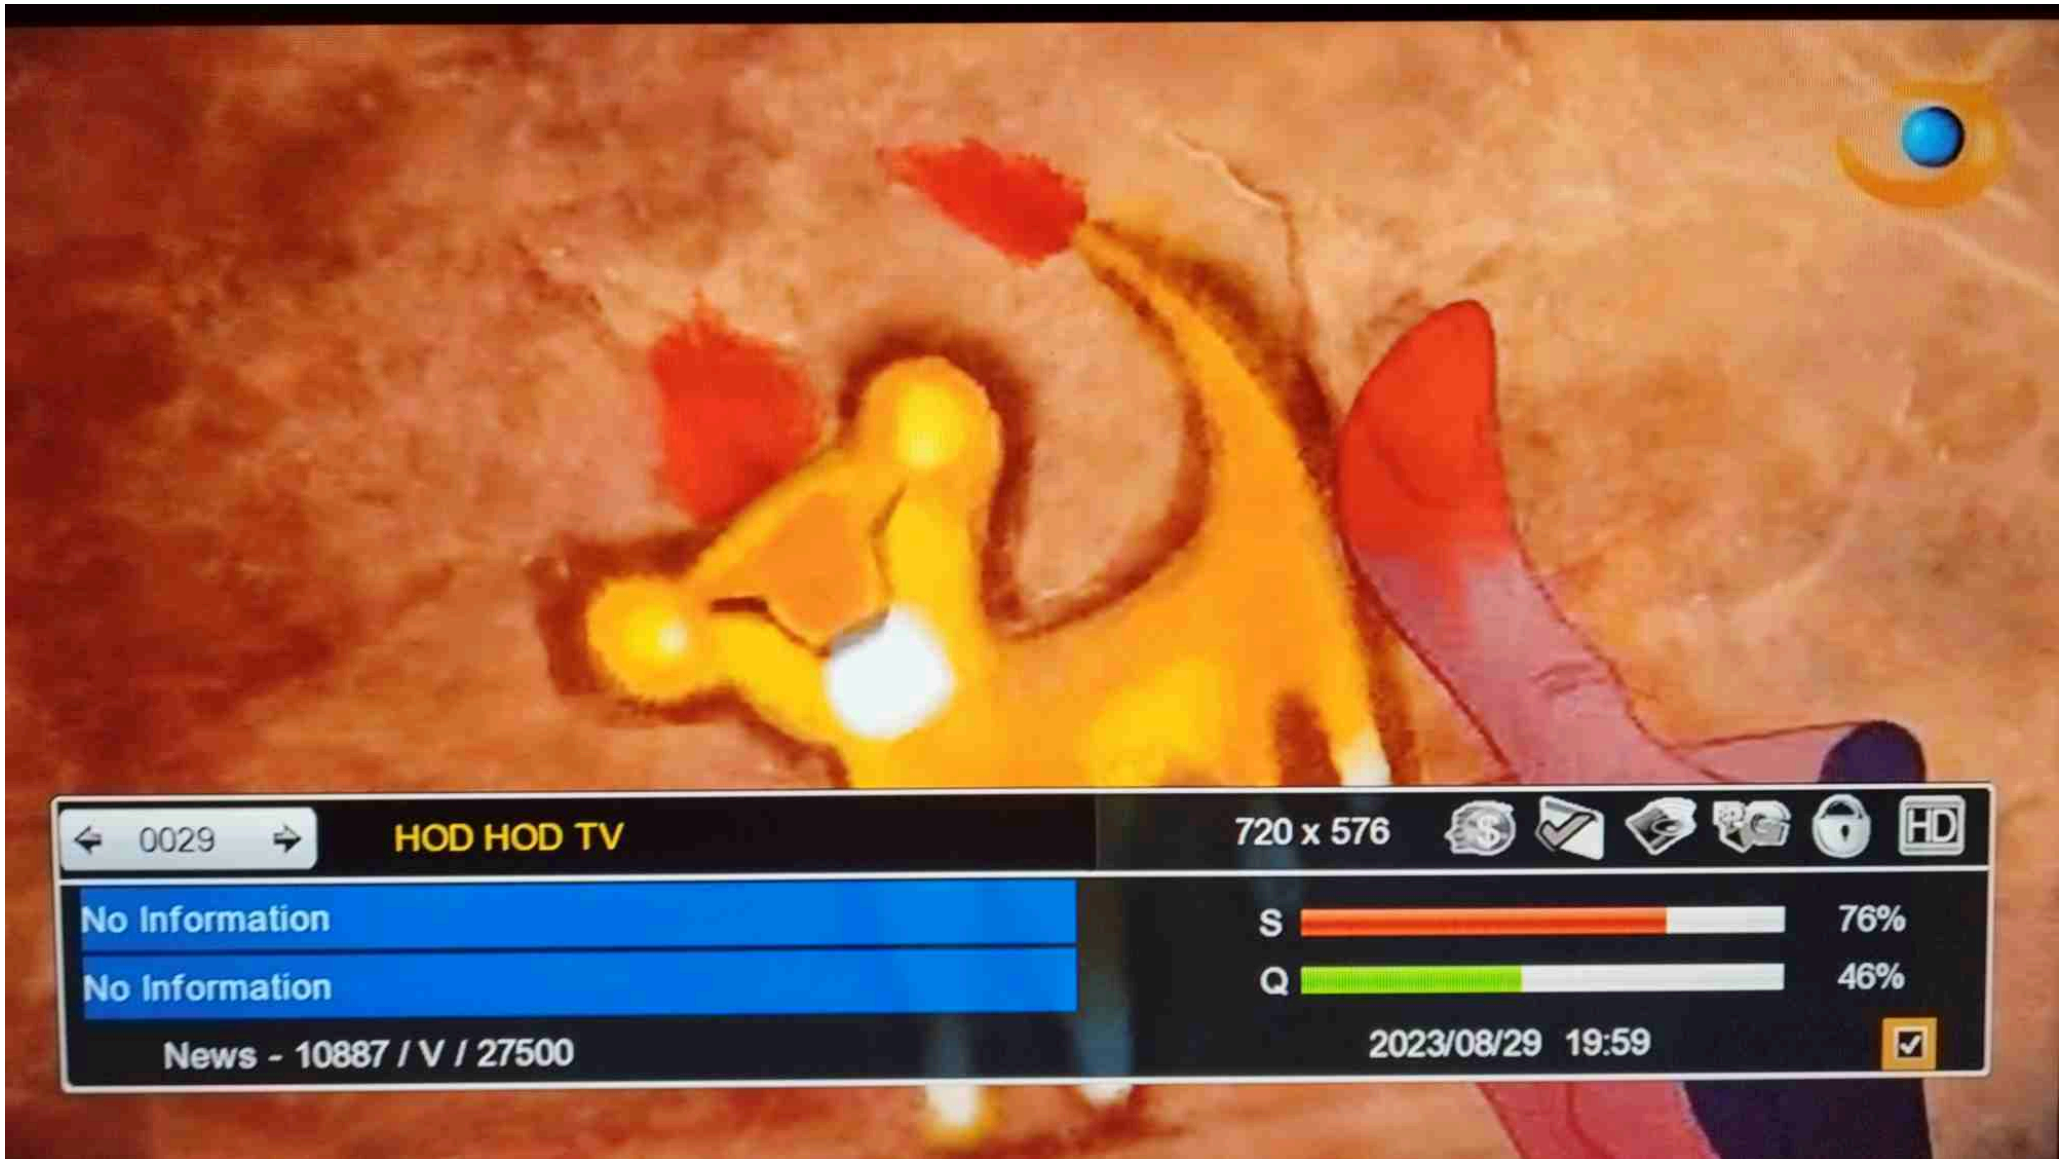 0029
HOD HOD TV
720 x 576
HD
No Information
No Information
S 76%
Q 46%
News - 10887 / V / 27500
2023/08/29 19:59